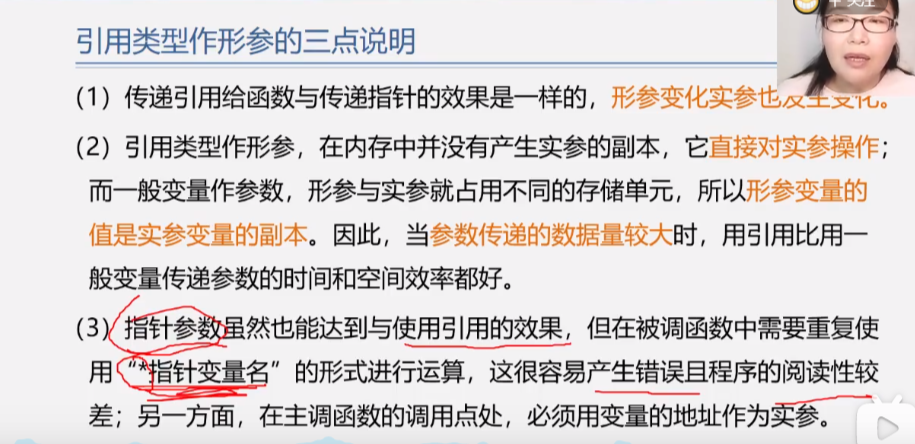 + 关注
引用类型作形参的三点说明
(1) 传递引用给函数与传递指针的效果是一样的，形参变化实参也发生变化。
(2) 引用类型作形参，在内存中并没有产生实参的副本，它直接对实参操作；
而一般变量作参数，形参与实参就占用不同的存储单元，所以形参变量的
值是实参变量的副本。因此，当参数传递的数据量较大时，用引用比用一
般变量传递参数的时间和空间效率都好。
(3) 指针参数虽然也能达到与使用引用的效果，但在被调函数中需要重复使
用“*指针变量名”的形式进行运算，这很容易产生错误且程序的阅读性较
差；另一方面，在主调函数的调用点处，必须用变量的地址作为实参。